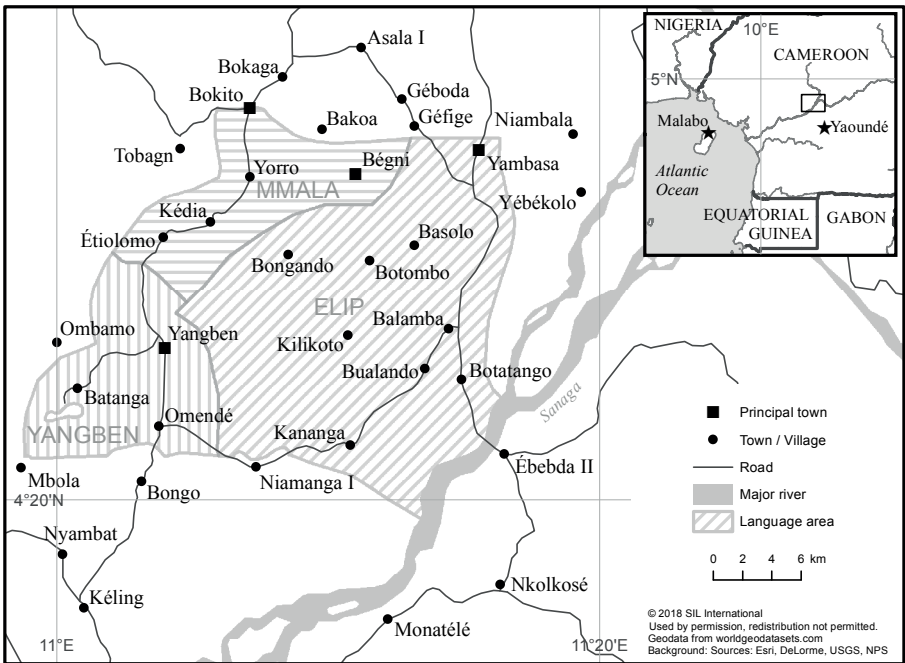 Asala I
Bokaga
Bokito
Géboda
Géfige
Bakoa
Niambala
Tobagn
Yorro
Bégni
Yambasa
MMALA
Yébékolo
Kédia
Étiolomo
Basolo
Bongando
Botombo
ELIP
Ombamo
Yangben
Balamba
Kilikoto
Bualando
Botatango
Batanga
Sanaga
Omendé
YANGBEN
Kananga
Ébebda II
Mbola
Niamanga I
Bongo
4°20'N
Nyambat
Nkolkosé
Kéling
Monatélé
11°E
11°20'E
NIGERIA
10°E
CAMEROON
5°N
Malabo
Yaoundé
Atlantic
Ocean
EQUATORIAL
GUINEA
GABON
Principal town
Town / Village
Road
Major river
Language area
0 2 4 6 km
© 2018 SIL International
Used by permission, redistribution not permitted.
Geodata from worldgeodatasets.com
Background: Sources: Esri, DeLorme, USGS, NPS